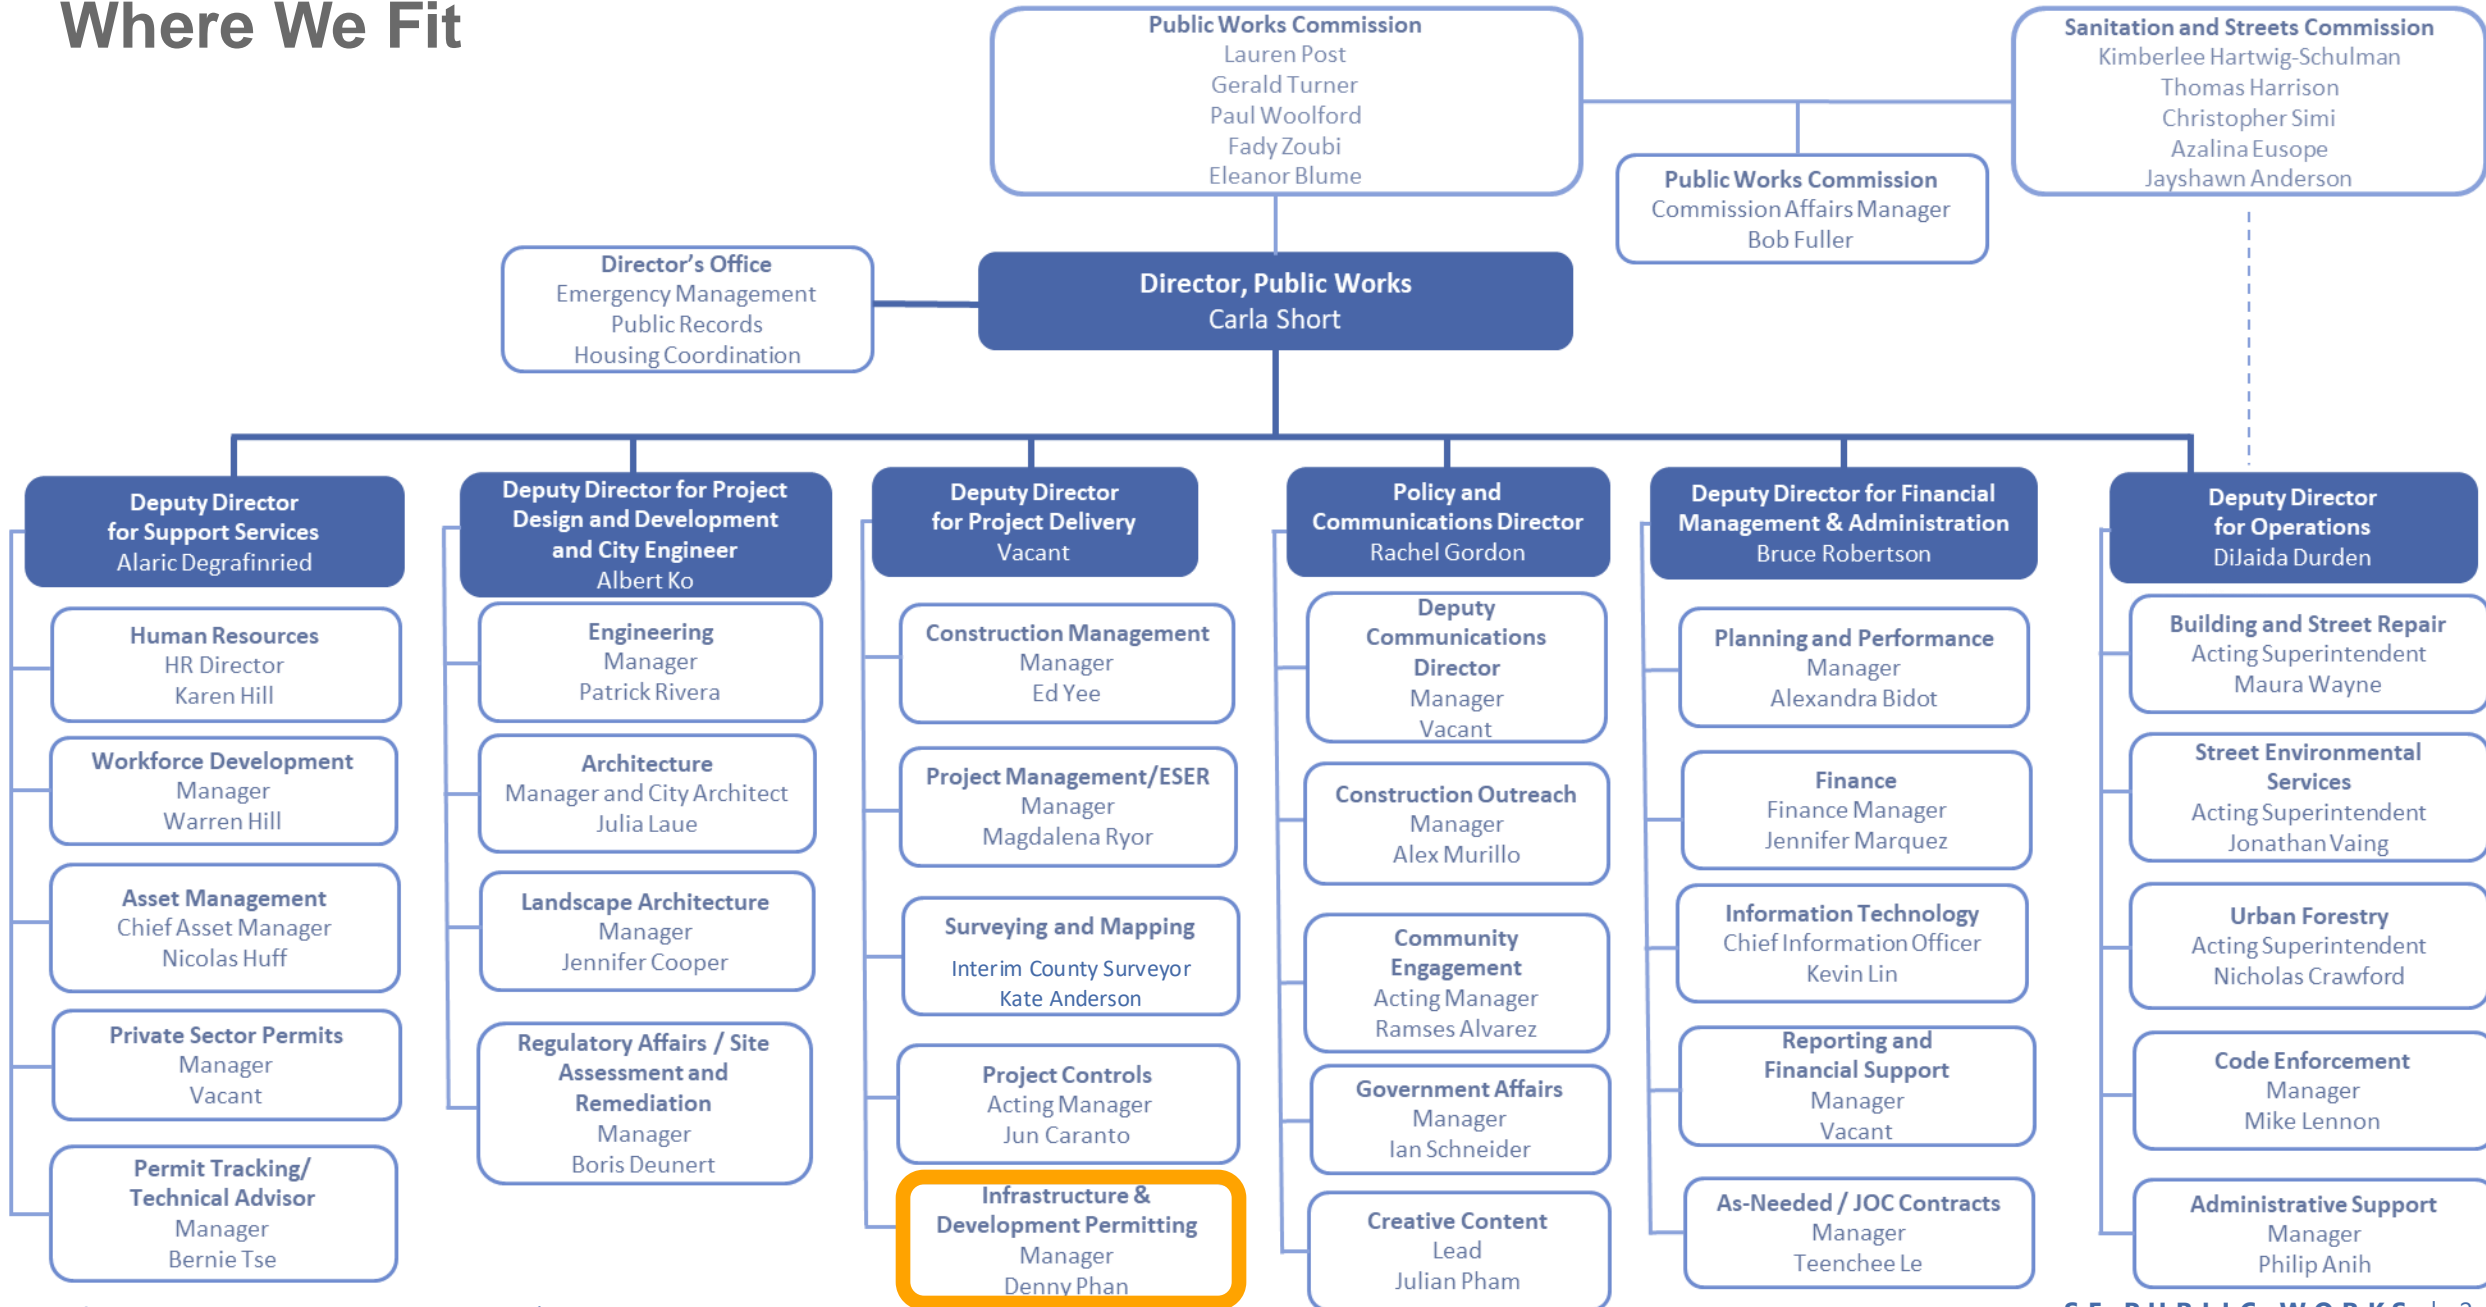 Where We Fit
Public Works Commission
Lauren Post
Gerald Turner
Paul Woolford
Fady Zoubi
Eleanor Blume
Sanitation and Streets Commission
Kimberlee Hartwig-Schulman
Thomas Harrison
Christopher Simi
Azalina Eusope
Jayshawn Anderson
Public Works Commission
Commission Affairs Manager
Bob Fuller
Director's Office
Emergency Management
Public Records
Housing Coordination
Director, Public Works
Carla Short
Deputy Director
for Support Services
Alaric Degrafinried
Human Resources
HR Director
Karen Hill
Workforce Development
Manager
Warren Hill
Asset Management
Chief Asset Manager
Nicolas Huff
Private Sector Permits
Manager
Vacant
Permit Tracking/
Technical Advisor
Manager
Bernie Tse
Deputy Director for Project
Design and Development
and City Engineer
Albert Ko
Engineering
Manager
Patrick Rivera
Architecture
Manager and City Architect
Julia Laue
Landscape Architecture
Manager
Jennifer Cooper
Regulatory Affairs / Site
Assessment and
Remediation
Manager
Boris Deunert
Deputy Director
for Project Delivery
Vacant
Construction Management
Manager
Ed Yee
Project Management/ESER
Manager
Magdalena Ryor
Surveying and Mapping
Interim County Surveyor
Kate Anderson
Project Controls
Acting Manager
Jun Caranto
Infrastructure &
Development Permitting
Manager
Denny Phan
Policy and
Communications Director
Rachel Gordon
Deputy
Communications
Director
Manager
Vacant
Construction Outreach
Manager
Alex Murillo
Community
Engagement
Acting Manager
Ramses Alvarez
Government Affairs
Manager
Ian Schneider
Creative Content
Lead
Julian Pham
Deputy Director for Financial
Management & Administration
Bruce Robertson
Planning and Performance
Manager
Alexandra Bidot
Finance
Finance Manager
Jennifer Marquez
Information Technology
Chief Information Officer
Kevin Lin
Reporting and
Financial Support
Manager
Vacant
As-Needed / JOC Contracts
Manager
Teenchee Le
Deputy Director
for Operations
DiJaida Durden
Building and Street Repair
Acting Superintendent
Maura Wayne
Street Environmental
Services
Acting Superintendent
Jonathan Vaing
Urban Forestry
Acting Superintendent
Nicholas Crawford
Code Enforcement
Manager
Mike Lennon
Administrative Support
Manager
Philip Anih